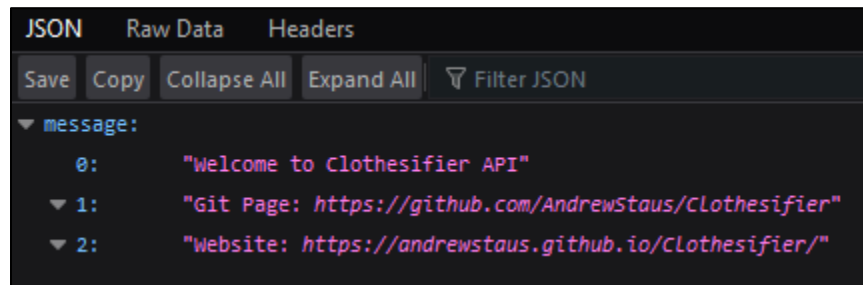 JSON Raw Data Headers
Save Copy Collapse All Expand All Filter JSON
message:
0: "Welcome to Clothesifier API"
1: "Git Page: https://github.com/AndrewStaus/Clothesifier"
2: "Website: https://andrewstaus.github.io/Clothesifier/"